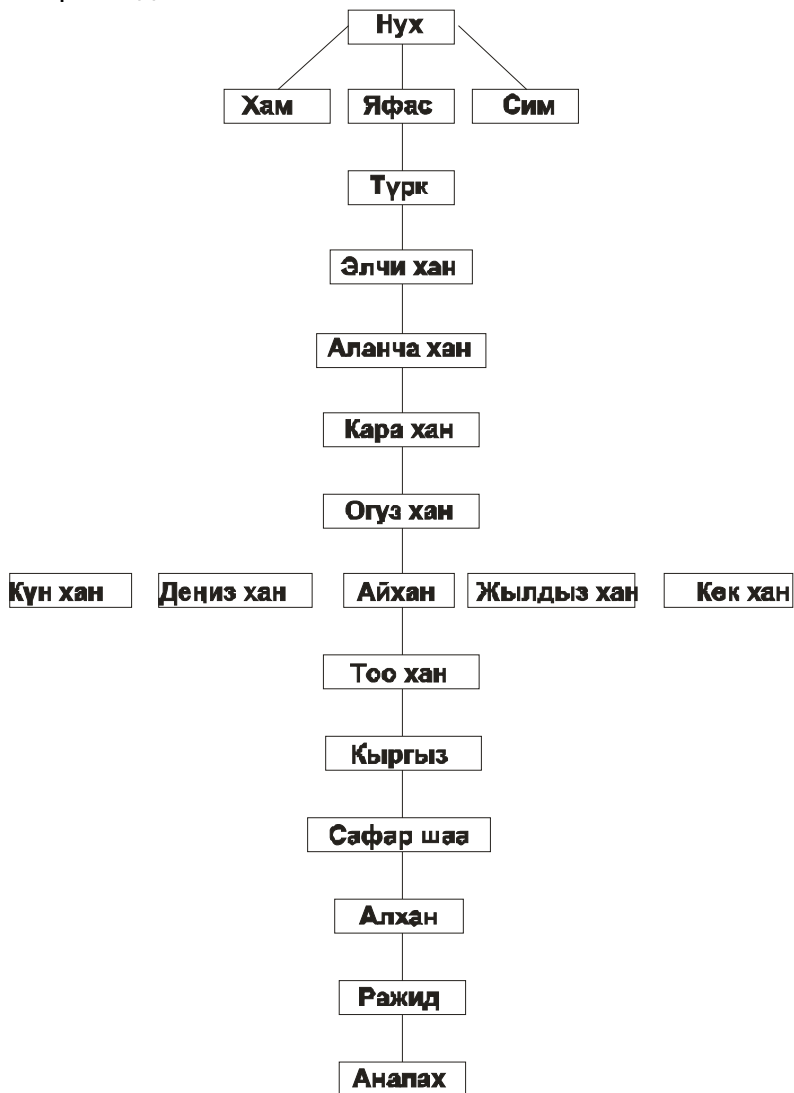 Нух
Хам Яфас Сим
Түрк
Элчи хан
Аланча хан
Кара хан
Огуз хан
Күн хан Деңиз хан Айхан Жылдыз хан Көк хан
Тоо хан
Кыргыз
Сафар шаа
Алхан
Ражид
Аналах